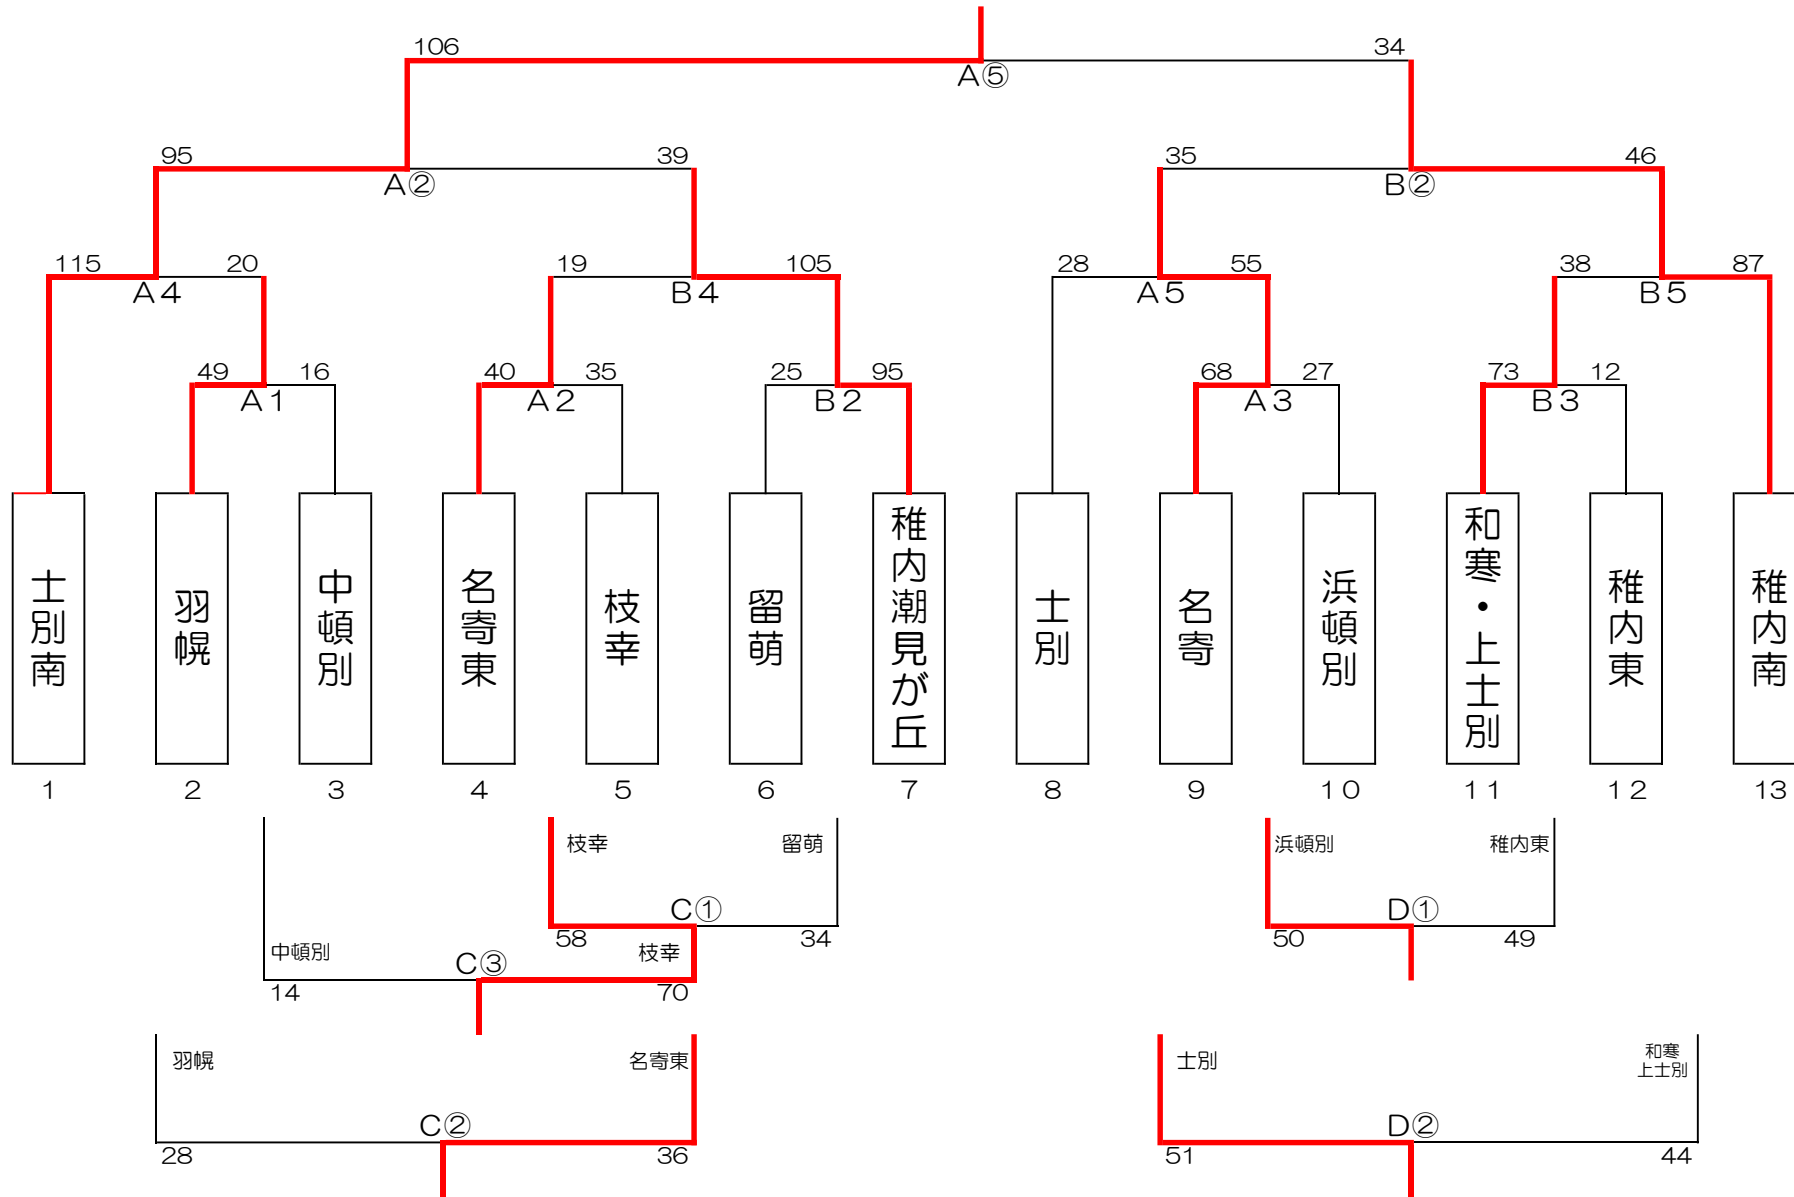 106 34
A⑤
95 39 35 46
A② B②
115 20 19 105 28 55 38 87
A4 B4 A5 B5
49 16 40 35 25 95 68 27 73 12
A1 A2 B2 A3 B3
士別南
羽幌
中頓別
名寄東
枝幸
留萌
稚内潮見が丘
士別
名寄
浜頓別
和寒・上士別
稚内東
稚内南
1 2 3 4 5 6 7 8 9 10 11 12 13
枝幸 留萌 浜頓別 稚内東
C① D①
58 34 50 49
中頓別 枝幸
C③
14 70
羽幌 名寄東 士別 和寒
上士別
C② D②
28 36 51 44